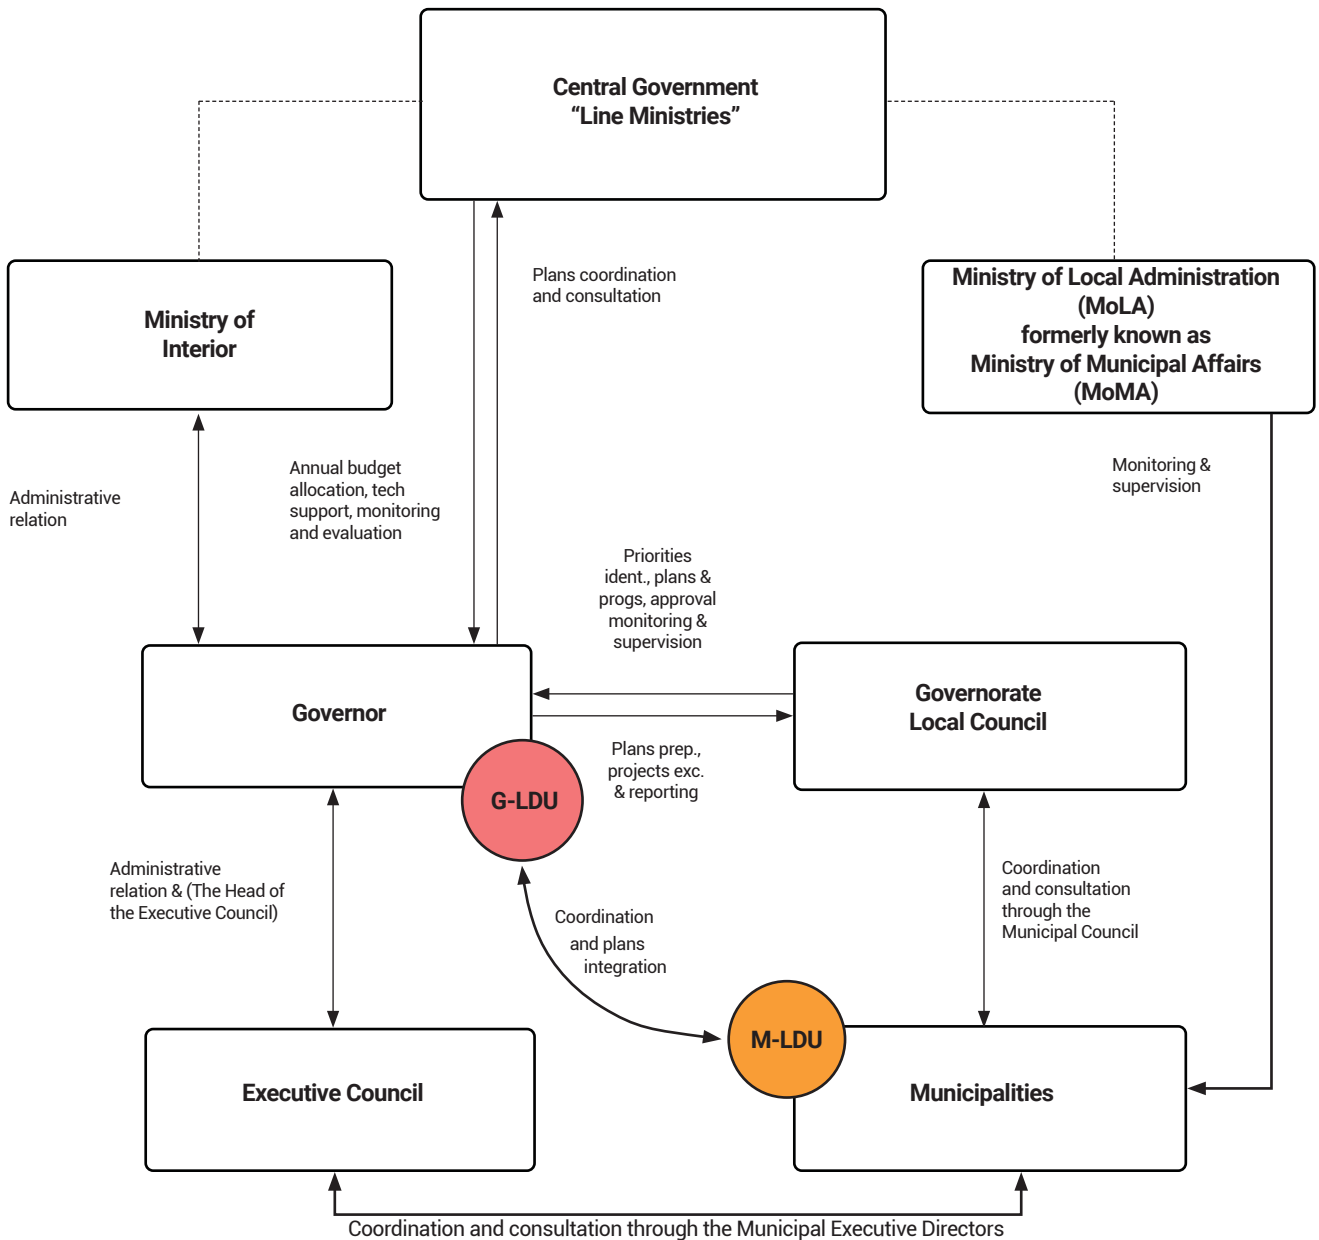 Central Government
“Line Ministries”
Ministry of
Interior
Plans coordination
and consultation
Ministry of Local Administration
(MoLA)
formerly known as
Ministry of Municipal Affairs
(MoMA)
Administrative
relation
Annual budget
allocation, tech
support, monitoring
and evaluation
Monitoring &
supervision
Priorities
ident., plans &
progs, approval
monitoring &
supervision
Governor
Governorate
Local Council
Plans prep.,
projects exc.
& reporting
G-LDU
Administrative
relation & (The Head of
the Executive Council)
Coordination
and plans
integration
Coordination
and consultation
through the
Municipal Council
M-LDU
Executive Council
Municipalities
Coordination and consultation through the Municipal Executive Directors